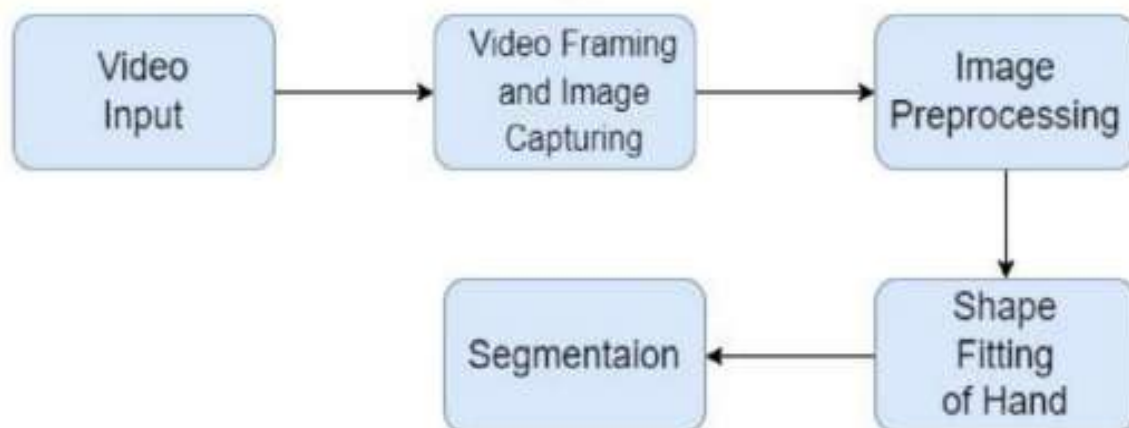 Video
Input
Video Framing
and Image
Capturing
Image
Preprocessing
Shape
Fitting
of Hand
Segmentaion